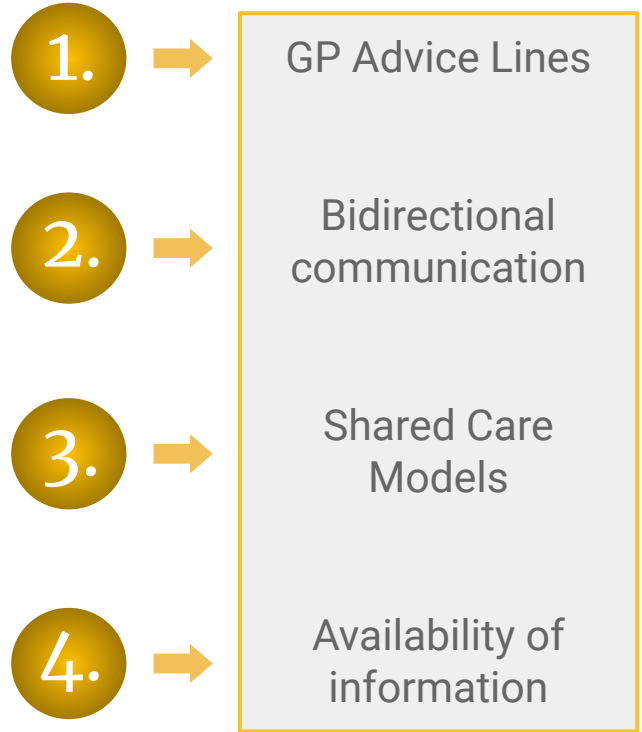 1.
GP Advice Lines
2.
Bidirectional
communication
3.
Shared Care
Models
4.
Availability of
information